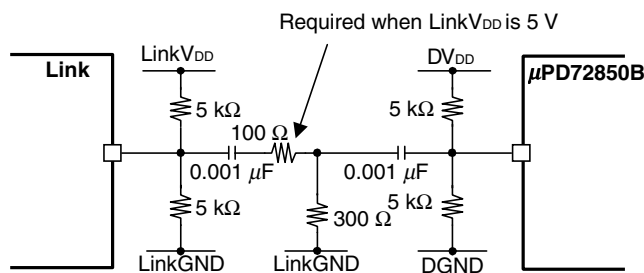 Required when LinkVDD is 5 V
LinkVDD
DVDD
Link
μPD72850B
5 kΩ
5 kΩ
100 Ω
0.001 μF
0.001 μF
5 kΩ
300 Ω
5 kΩ
LinkGND
LinkGND
DGND